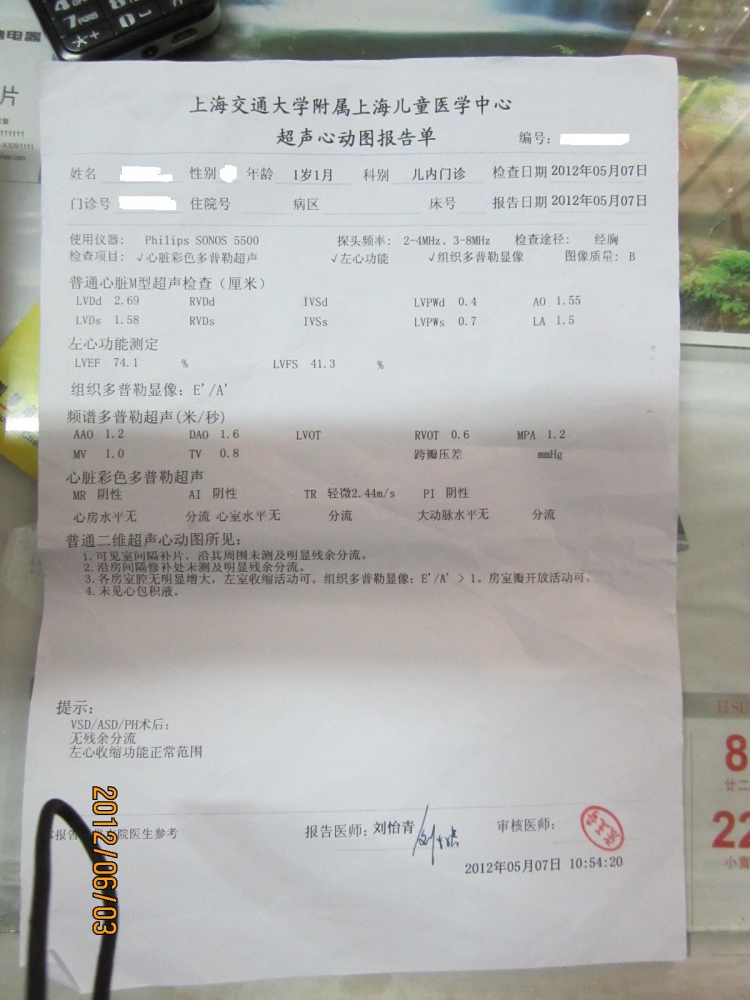 上海交通大学附属上海儿童医学中心
超声心动图报告单
编号:
姓名 性别 年龄 1岁1月 科别 儿内门诊 检查日期 2012年05月07日
门诊号 住院号 病区 床号 报告日期 2012年05月07日
使用仪器: Philips SONOS 5500 探头频率: 2-4MHz、3-8MHz 检查途径: 经胸
检查项目: √心脏彩色多普勒超声 √左心功能 √组织多普勒显像 图像质量: B
普通心脏M型超声检查(厘米)
LVDd 2.69 RVDd IVSd LVPWd 0.4 AO 1.55
LVDs 1.58 RVDs IVSs LVPWs 0.7 LA 1.5
左心功能测定
LVEF 74.1 % LVFS 41.3 %
组织多普勒显像: E'/A'
频谱多普勒超声(米/秒)
AAO 1.2 DAO 1.6 LVOT RVOT 0.6 MPA 1.2
MV 1.0 TV 0.8 跨瓣压差 mmHg
心脏彩色多普勒超声
MR 阴性 AI 阴性 TR 轻微2.44m/s PI 阴性
心房水平无 分流 心室水平无 分流 大动脉水平无 分流
普通二维超声心动图所见:
1.可见室间隔补片，沿其周围未测及明显残余分流。
2.沿房间隔修补处未测及明显残余分流。
3.各房室腔无明显增大，左室收缩活动可。组织多普勒显像: E'/A' > 1。房室瓣开放活动可。
4.未见心包积液。
提示:
VSD/ASD/PH术后:
无残余分流
左心收缩功能正常范围
报告 院医生参考 报告医师: 刘怡青 审核医师:
2012年05月07日 10:54:20
2012/06/03
电器
片
8
廿二
22
小雪